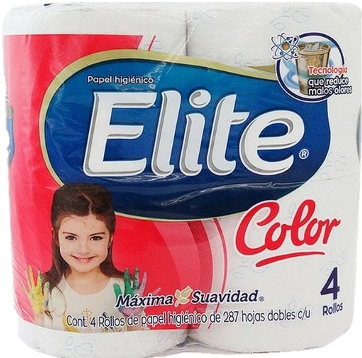 Papel higiénico
Elite®
Tecnología
que reduce
malos olores
Color
Máxima Suavidad®
4
Rollos
Cont. 4 Rollos de papel higiénico de 287 hojas dobles c/u